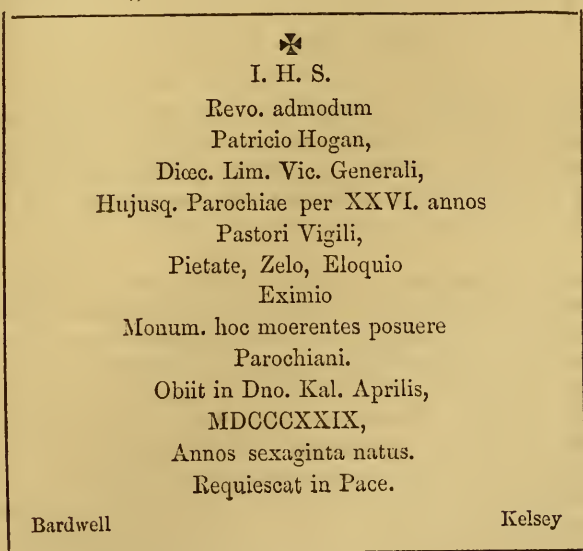 I. H. S.
Revo. admodum
Patricio Hogan,
Diœc. Lim. Vic. Generali,
Hujusq. Parochiae per XXVI. annos
Pastori Vigili,
Pietate, Zelo, Eloquio
Eximio
Monum. hoc moerentes posuere
Parochiani.
Obiit in Dno. Kal. Aprilis,
MDCCCXXIX,
Annos sexaginta natus.
Requiescat in Pace.
Bardwell Kelsey